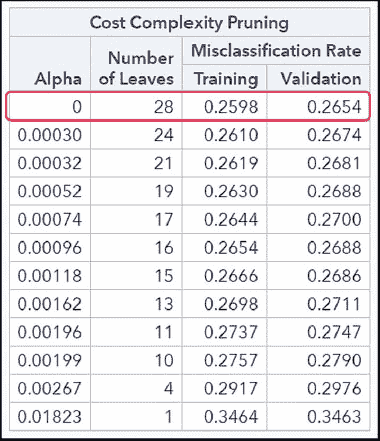 Cost Complexity Pruning
Number Misclassification Rate
Alpha of Leaves Training Validation
0 28 0.2598 0.2654
0.00030 24 0.2610 0.2674
0.00032 21 0.2619 0.2681
0.00052 19 0.2630 0.2688
0.00074 17 0.2644 0.2700
0.00096 16 0.2654 0.2688
0.00118 15 0.2666 0.2686
0.00162 13 0.2698 0.2711
0.00196 11 0.2737 0.2747
0.00199 10 0.2757 0.2790
0.00267 4 0.2917 0.2976
0.01823 1 0.3464 0.3463